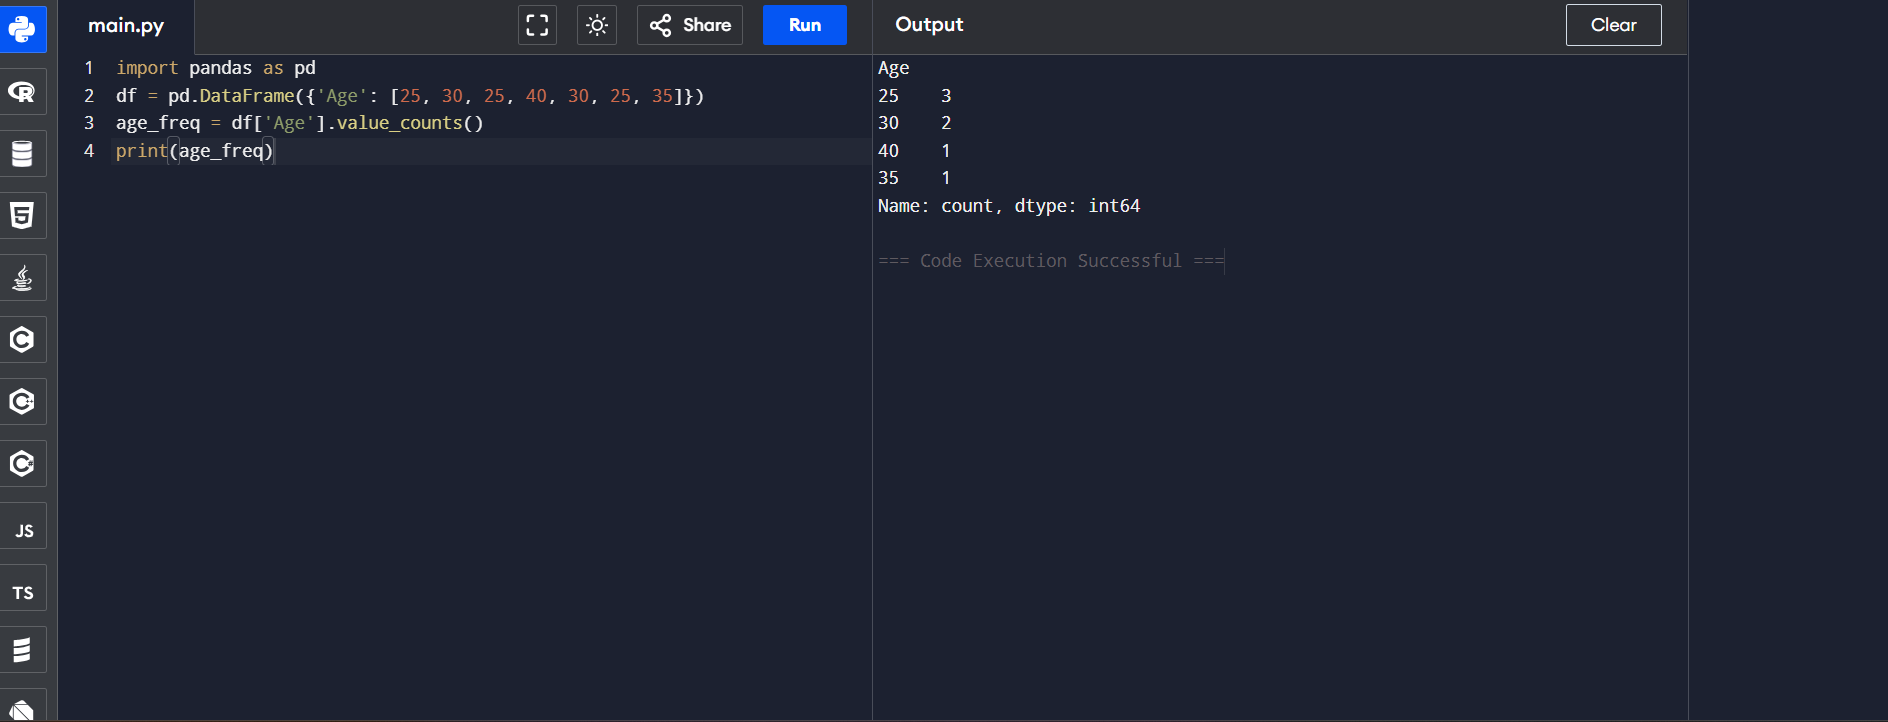 main.py
Share
Run
Output
Clear
1 import pandas as pd
2 df = pd.DataFrame({'Age': [25, 30, 25, 40, 30, 25, 35]})
3 age_freq = df['Age'].value_counts()
4 print(age_freq)
Age
25    3
30    2
40    1
35    1
Name: count, dtype: int64
=== Code Execution Successful ===
R
5
C
C++
C#
JS
TS